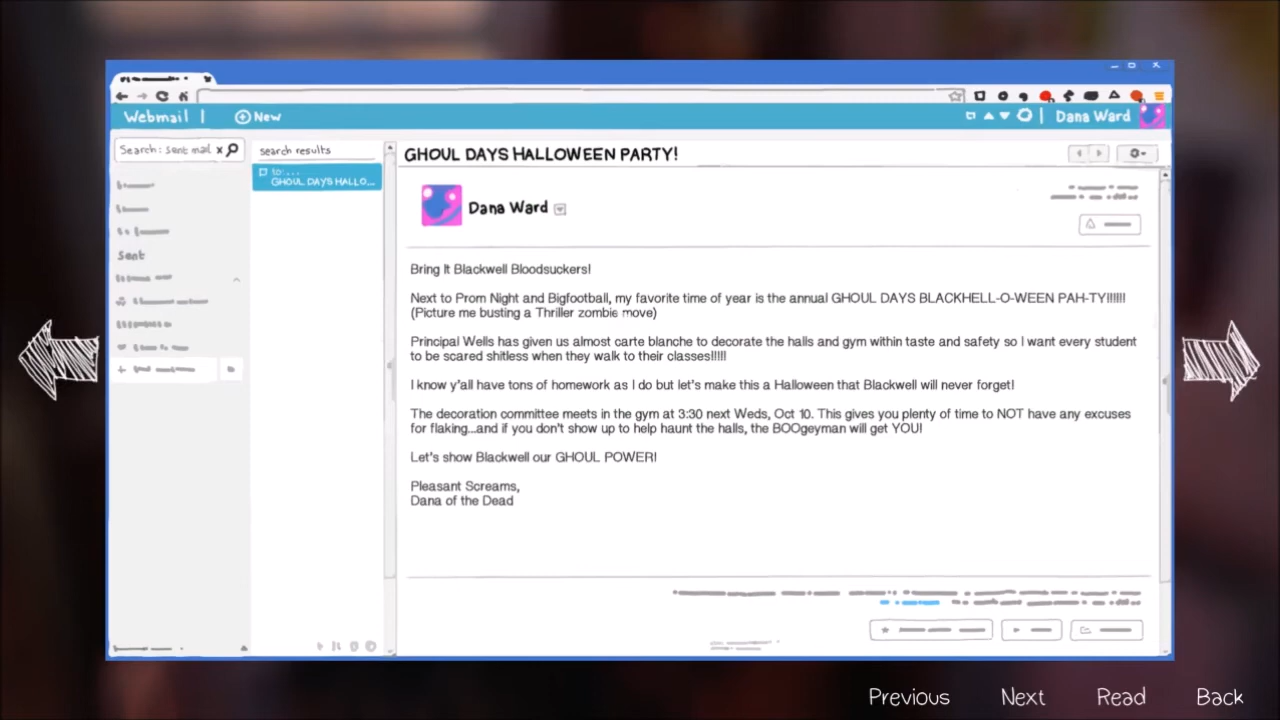 Webmail |
New
| Dana Ward
Search: sent mail x
search results
GHOUL DAYS HALLOWEEN PARTY!
to:...
GHOUL DAYS HALLO...
Dana Ward
Sent
Bring It Blackwell Bloodsuckers!
Next to Prom Night and Bigfootball, my favorite time of year is the annual GHOUL DAYS BLACKHELL-O-WEEN PAH-TY!!!!!!
(Picture me busting a Thriller zombie move)
Principal Wells has given us almost carte blanche to decorate the halls and gym within taste and safety so I want every student
to be scared shitless when they walk to their classes!!!!!
I know y'all have tons of homework as I do but let's make this a Halloween that Blackwell will never forget!
The decoration committee meets in the gym at 3:30 next Weds, Oct 10. This gives you plenty of time to NOT have any excuses
for flaking...and if you don't show up to help haunt the halls, the BOOgeyman will get YOU!
Let's show Blackwell our GHOUL POWER!
Pleasant Screams,
Dana of the Dead
Previous
Next
Read
Back